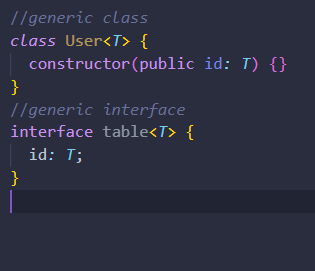 //generic class
class User<T> {
  constructor(public id: T) {}
}
//generic interface
interface table<T> {
  id: T;
}